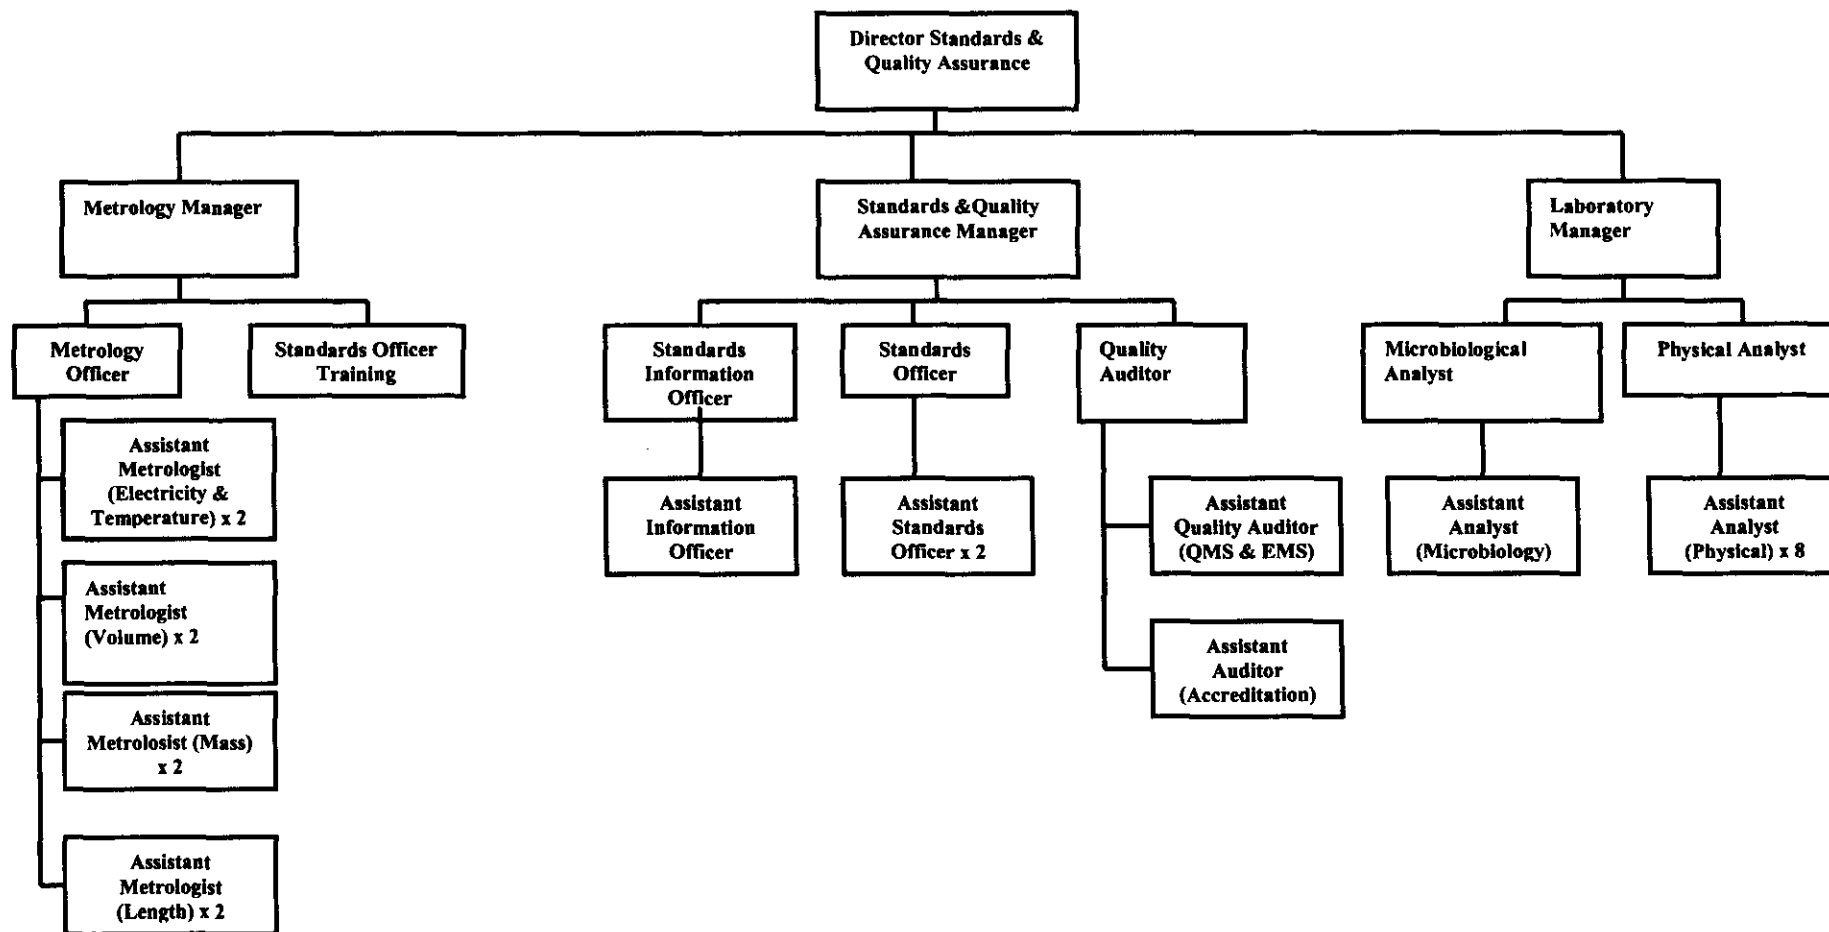 Director Standards &
Quality Assurance
Metrology Manager
Standards &Quality
Assurance Manager
Laboratory
Manager
Metrology
Officer
Standards Officer
Training
Standards
Information
Officer
Standards
Officer
Quality
Auditor
Microbiological
Analyst
Physical Analyst
Assistant
Metrologist
(Electricity &
Temperature) x 2
Assistant
Metrologist
(Volume) x 2
Assistant
Metrolosist (Mass)
x 2
Assistant
Metrologist
(Length) x 2
Assistant
Information
Officer
Assistant
Standards
Officer x 2
Assistant
Quality Auditor
(QMS & EMS)
Assistant
Auditor
(Accreditation)
Assistant
Analyst
(Microbiology)
Assistant
Analyst
(Physical) x 8